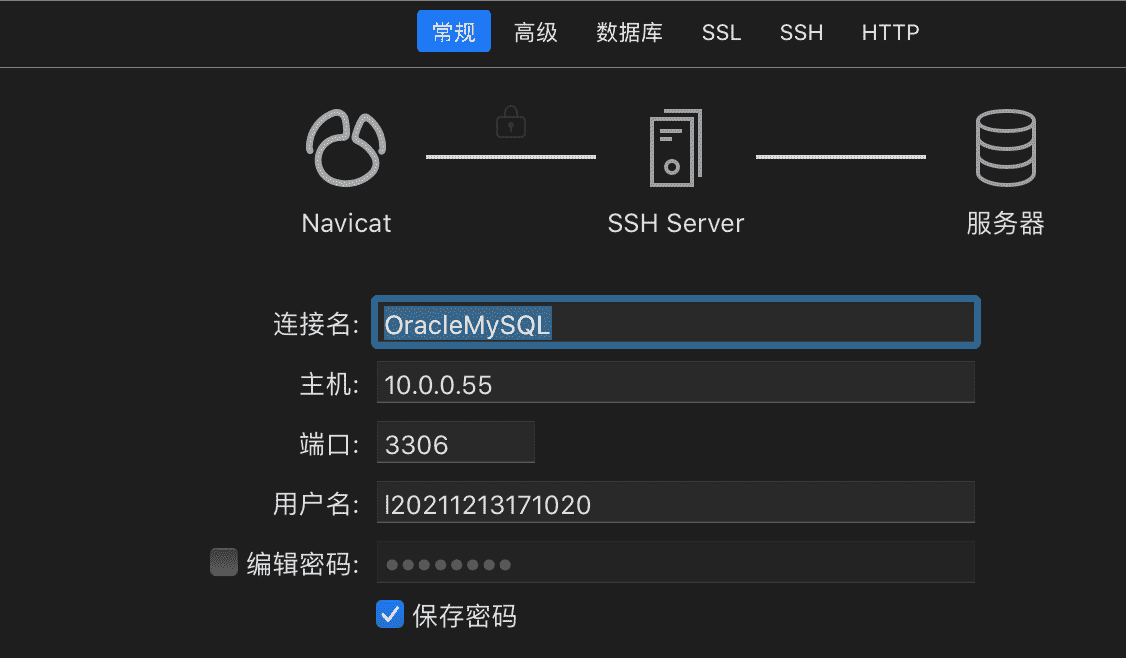 常规 高级 数据库 SSL SSH HTTP
Navicat SSH Server 服务器
连接名: OracleMySQL
主机: 10.0.0.55
端口: 3306
用户名: l20211213171020
编辑密码: ●●●●●●●●
保存密码